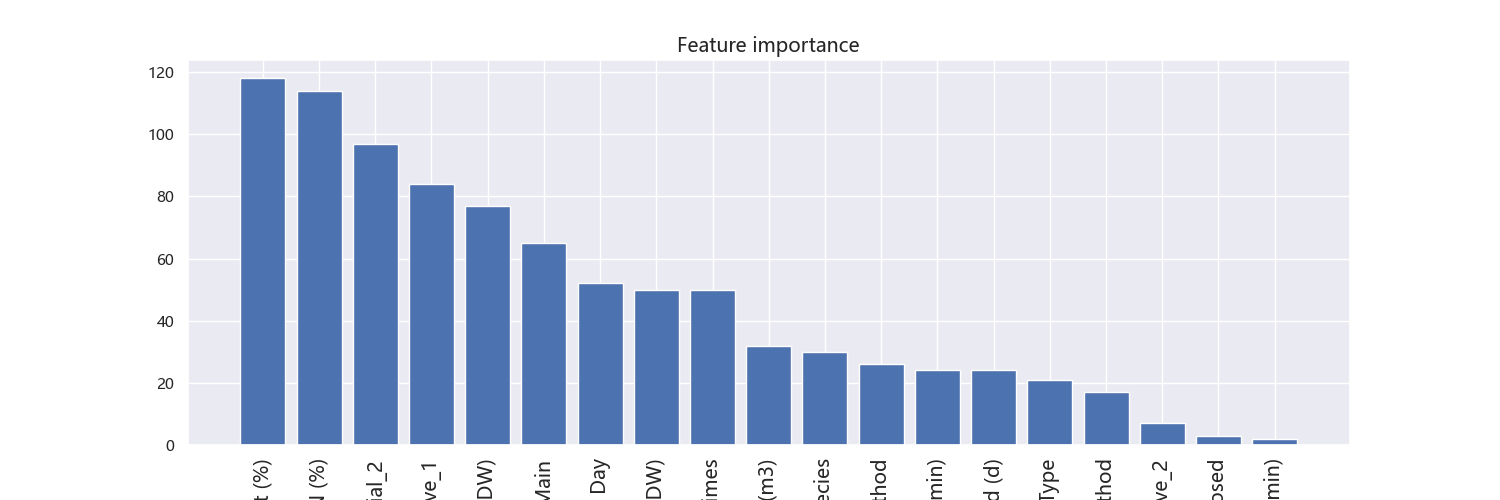 Feature importance
120
100
80
60
40
20
0
t (%)
(%)
ial_2
ve_1
DW)
Main
Day
DW)
imes
(m3)
ecies
thod
min)
d (d)
Type
thod
ve_2
osed
min)